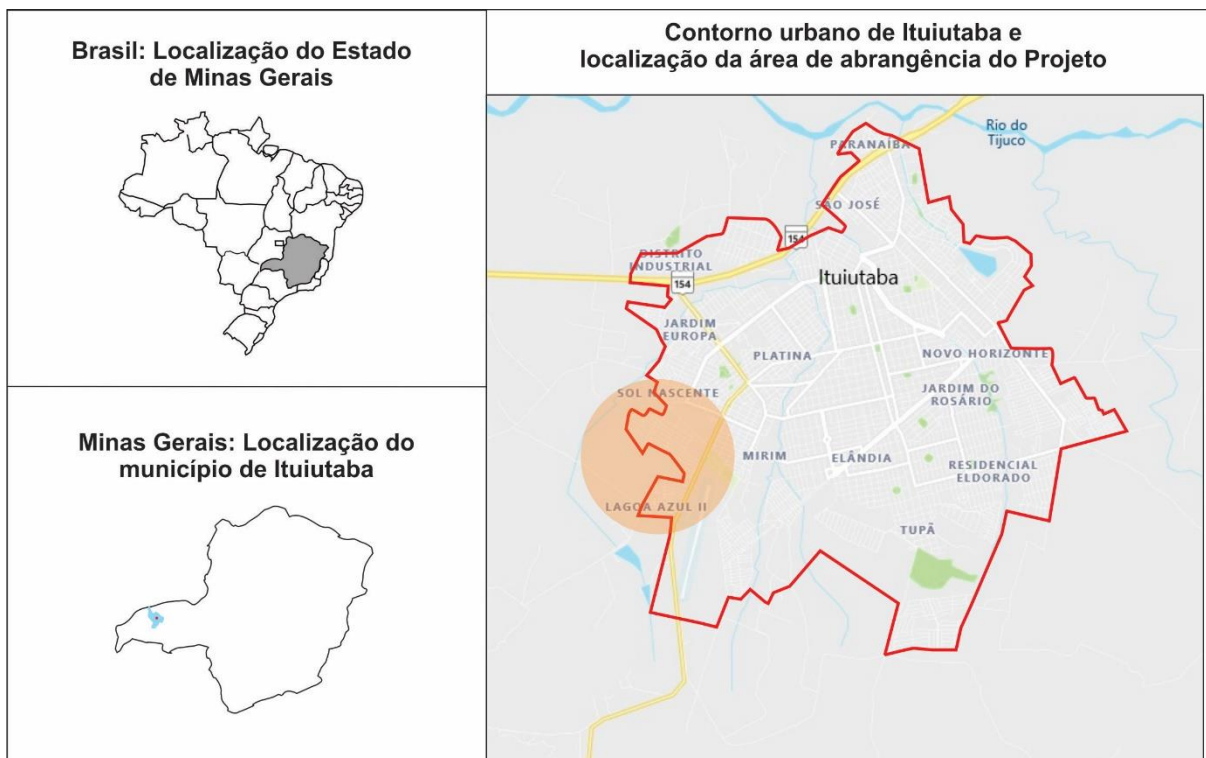 Brasil: Localização do Estado
de Minas Gerais
Minas Gerais: Localização do
município de Ituiutaba
Contorno urbano de Ituiutaba e
localização da área de abrangência do Projeto
Rio do
Tijuco
PARANAÍBA
SÃO JOSÉ
154
DISTRITO
INDUSTRIAL
154
Ituiutaba
JARDIM
EUROPA
PLATINA
NOVO HORIZONTE
SOL NASCENTE
JARDIM DO
ROSÁRIO
MIRIM
ELÂNDIA
RESIDENCIAL
ELDORADO
LAGOA AZUL II
TUPÃ